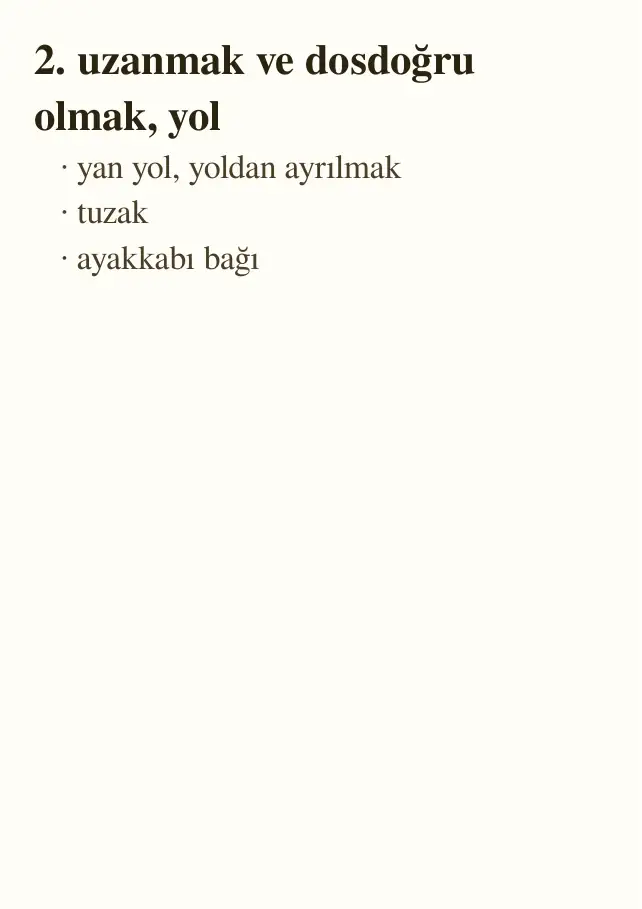 2. uzanmak ve dosdoğru
olmak, yol
· yan yol, yoldan ayrılmak
· tuzak
· ayakkabı bağı